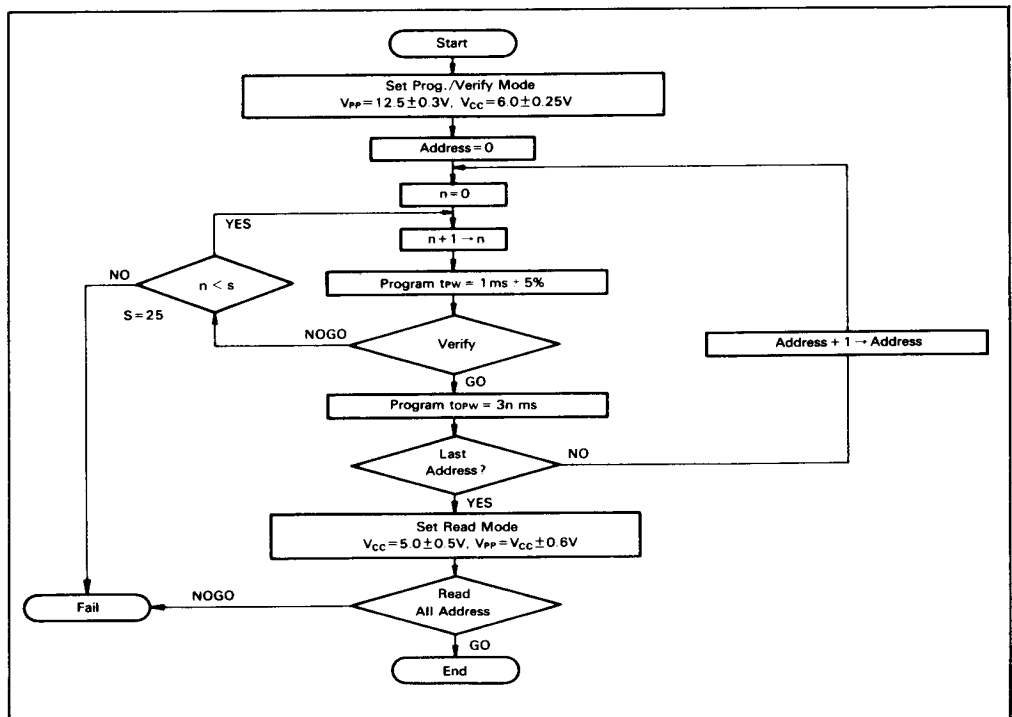 Start
Set Prog./Verify Mode
VPP=12.5±0.3V, VCC=6.0±0.25V
Address=0
n=0
YES
n+1→n
NO
n < s
Program tPW = 1 ms ± 5%
S=25
NOGO
Verify
Address + 1 → Address
GO
Program tOPW = 3n ms
Last
Address?
NO
YES
Set Read Mode
VCC=5.0±0.5V, VPP=VCC±0.6V
Read
All Address
NOGO
Fail
GO
End